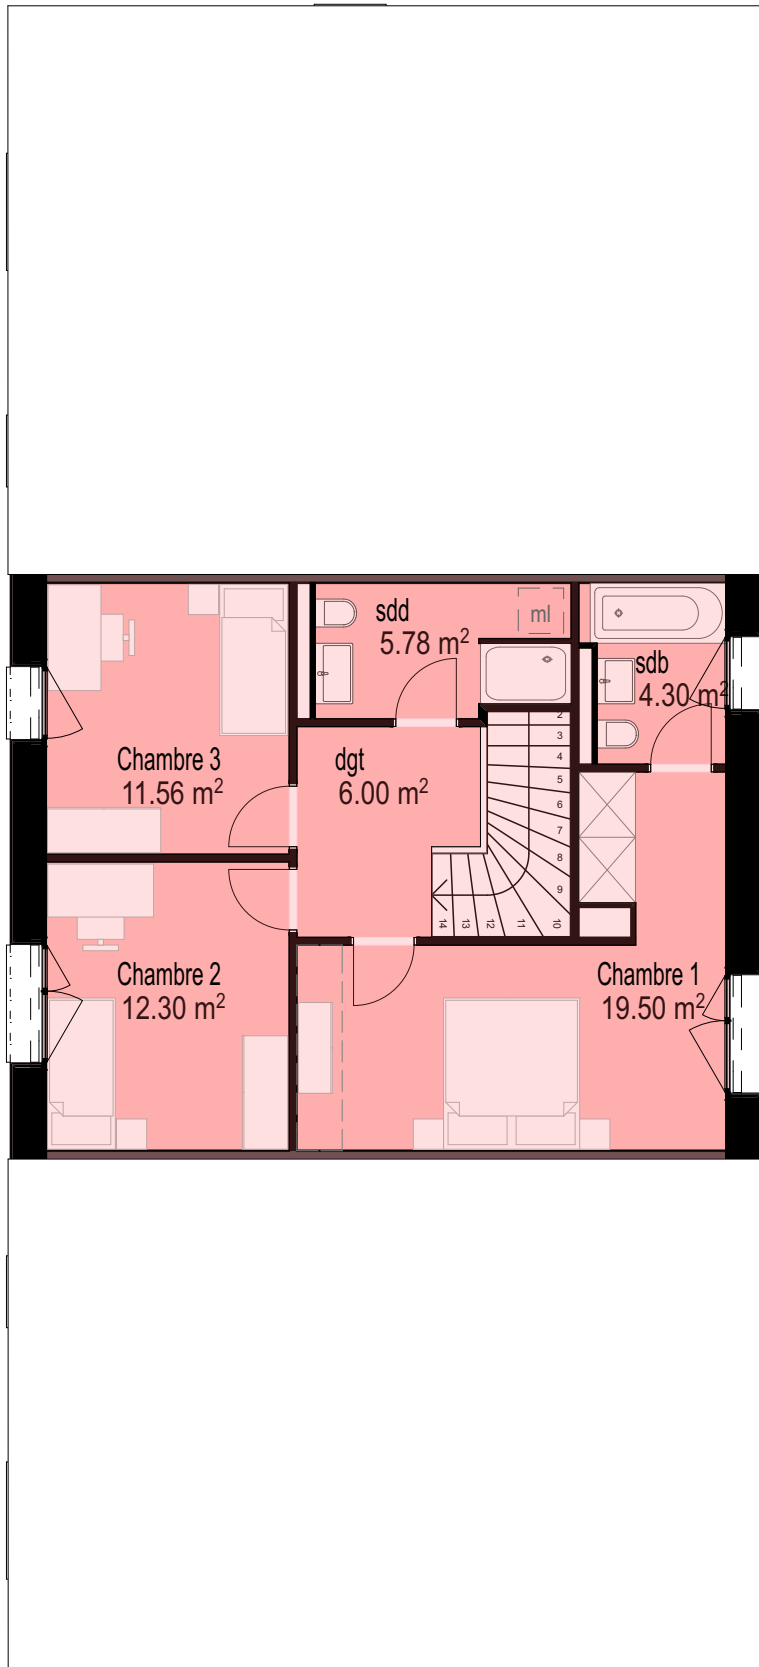 sdd
5.78 m²
ml
sdb
4.30 m²
Chambre 3
11.56 m²
dgt
6.00 m²
2
3
4
5
6
7
8
9
10
11
12
13
14
Chambre 2
12.30 m²
Chambre 1
19.50 m²